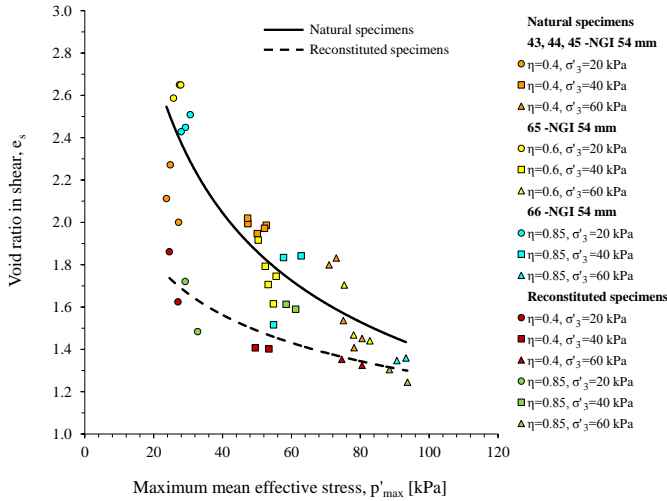 3.0
2.8
2.6
2.4
2.2
2.0
1.8
1.6
1.4
1.2
1.0
0
20
40
60
80
100
120
Void ratio in shear, eₛ
Maximum mean effective stress, p'max [kPa]
Natural specimens
Reconstituted specimens
Natural specimens
43, 44, 45 -NGI 54 mm
η=0.4, σ'₃=20 kPa
η=0.4, σ'₃=40 kPa
η=0.4, σ'₃=60 kPa
65 -NGI 54 mm
η=0.6, σ'₃=20 kPa
η=0.6, σ'₃=40 kPa
η=0.6, σ'₃=60 kPa
66 -NGI 54 mm
η=0.85, σ'₃=20 kPa
η=0.85, σ'₃=40 kPa
η=0.85, σ'₃=60 kPa
Reconstituted specimens
η=0.4, σ'₃=20 kPa
η=0.4, σ'₃=40 kPa
η=0.4, σ'₃=60 kPa
η=0.85, σ'₃=20 kPa
η=0.85, σ'₃=40 kPa
η=0.85, σ'₃=60 kPa